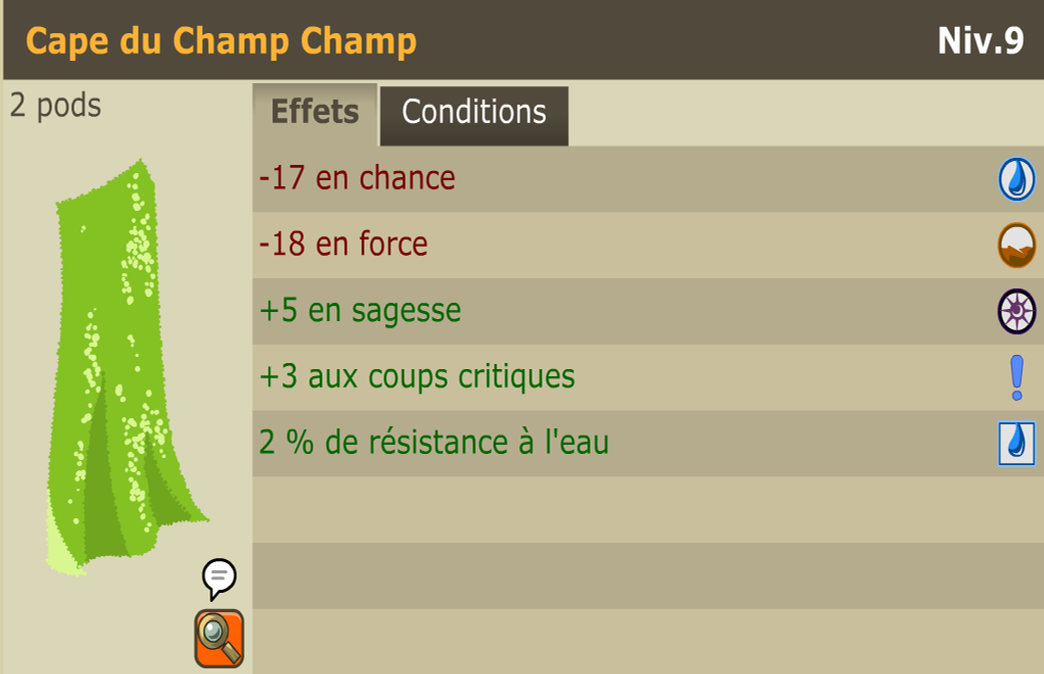 Cape du Champ Champ
Niv.9
2 pods
Effets
Conditions
-17 en chance
-18 en force
+5 en sagesse
+3 aux coups critiques
2 % de résistance à l'eau